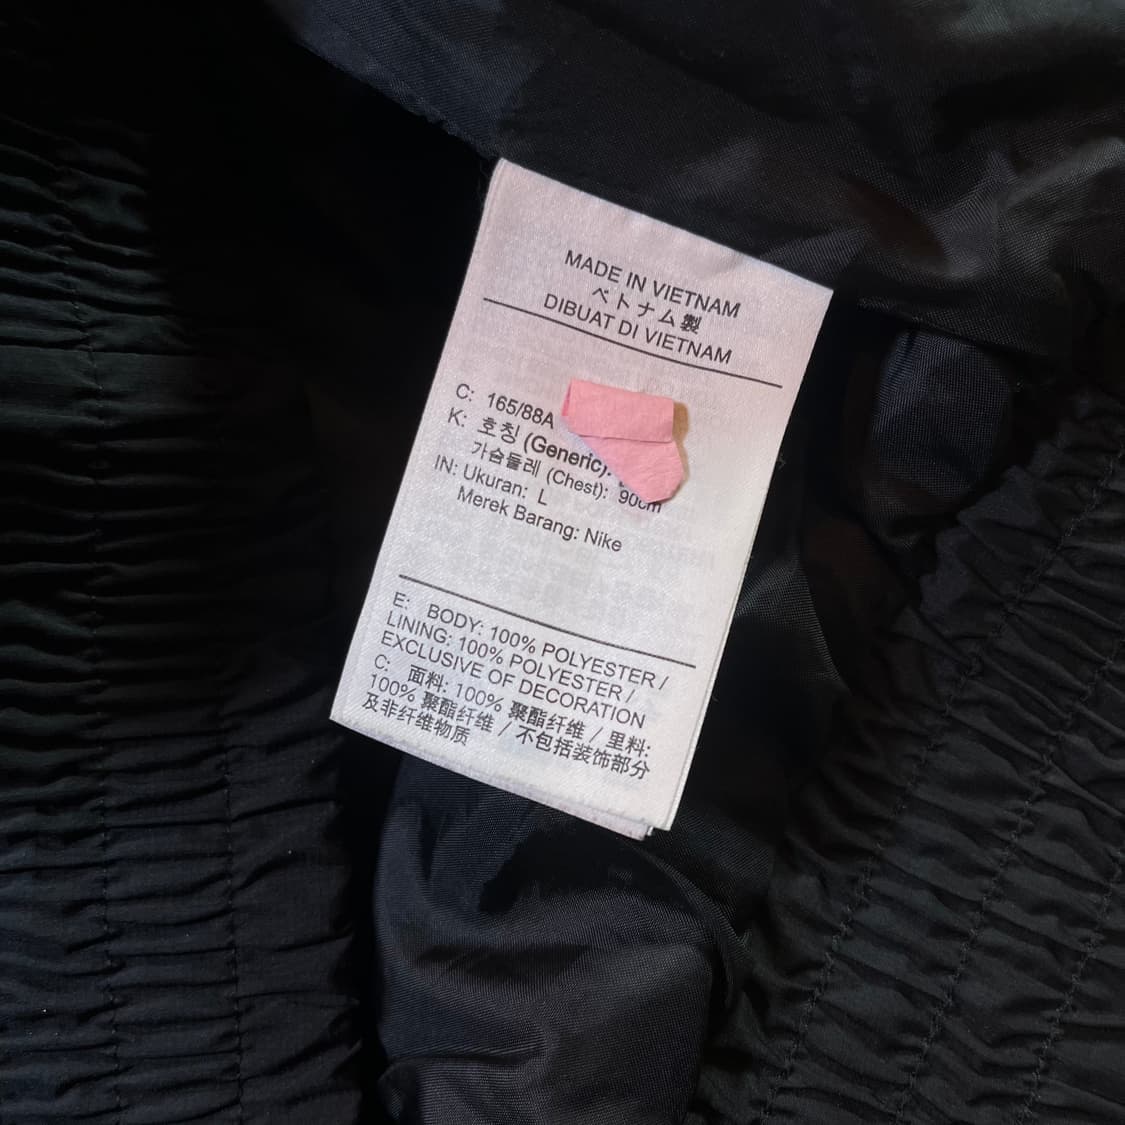 MADE IN VIETNAM
ベトナム製
DIBUAT DI VIETNAM
C: 165/88A
K: 호칭 (Generic):
가슴둘레 (Chest): 90cm
IN: Ukuran: L
Merek Barang: Nike
E: BODY: 100% POLYESTER /
LINING: 100% POLYESTER /
EXCLUSIVE OF DECORATION
C: 面料: 100% 聚酯纤维 / 里料:
100% 聚酯纤维 / 不包括装饰部分
及非纤维物质